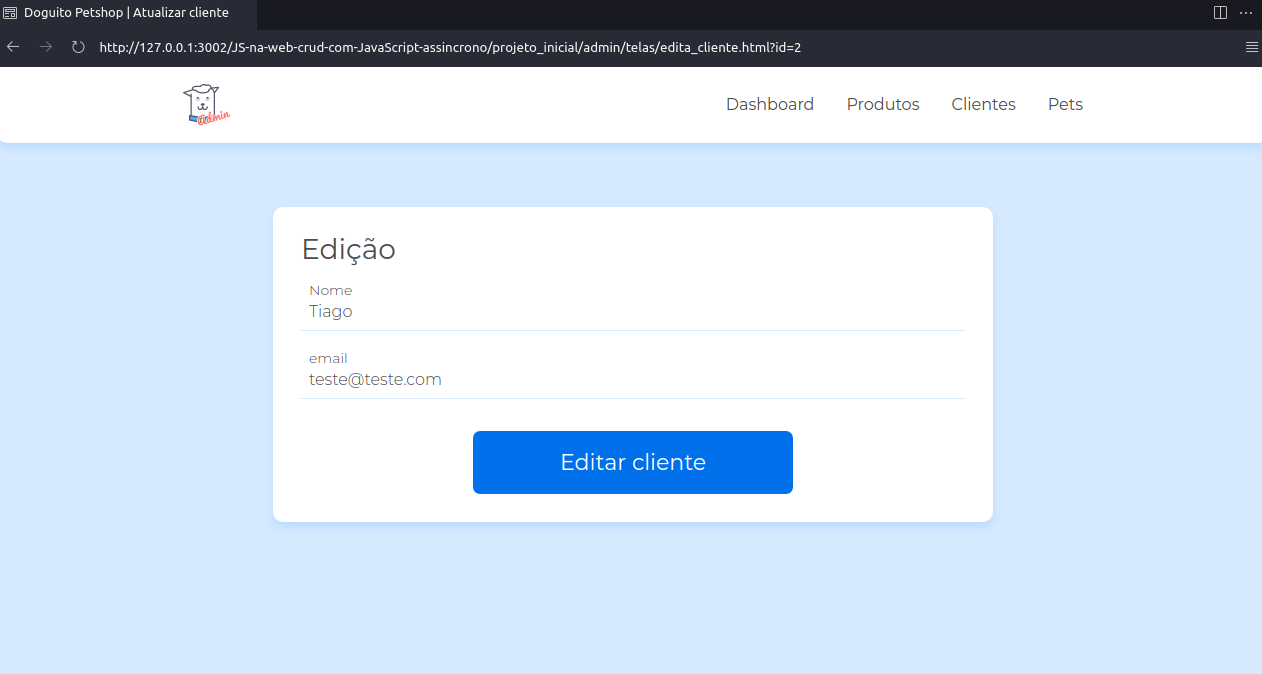 Doguito Petshop | Atualizar cliente
http://127.0.0.1:3002/JS-na-web-crud-com-JavaScript-assincrono/projeto_inicial/admin/telas/edita_cliente.html?id=2
@dmin
Dashboard Produtos Clientes Pets
Edição
Nome
Tiago
email
teste@teste.com
Editar cliente